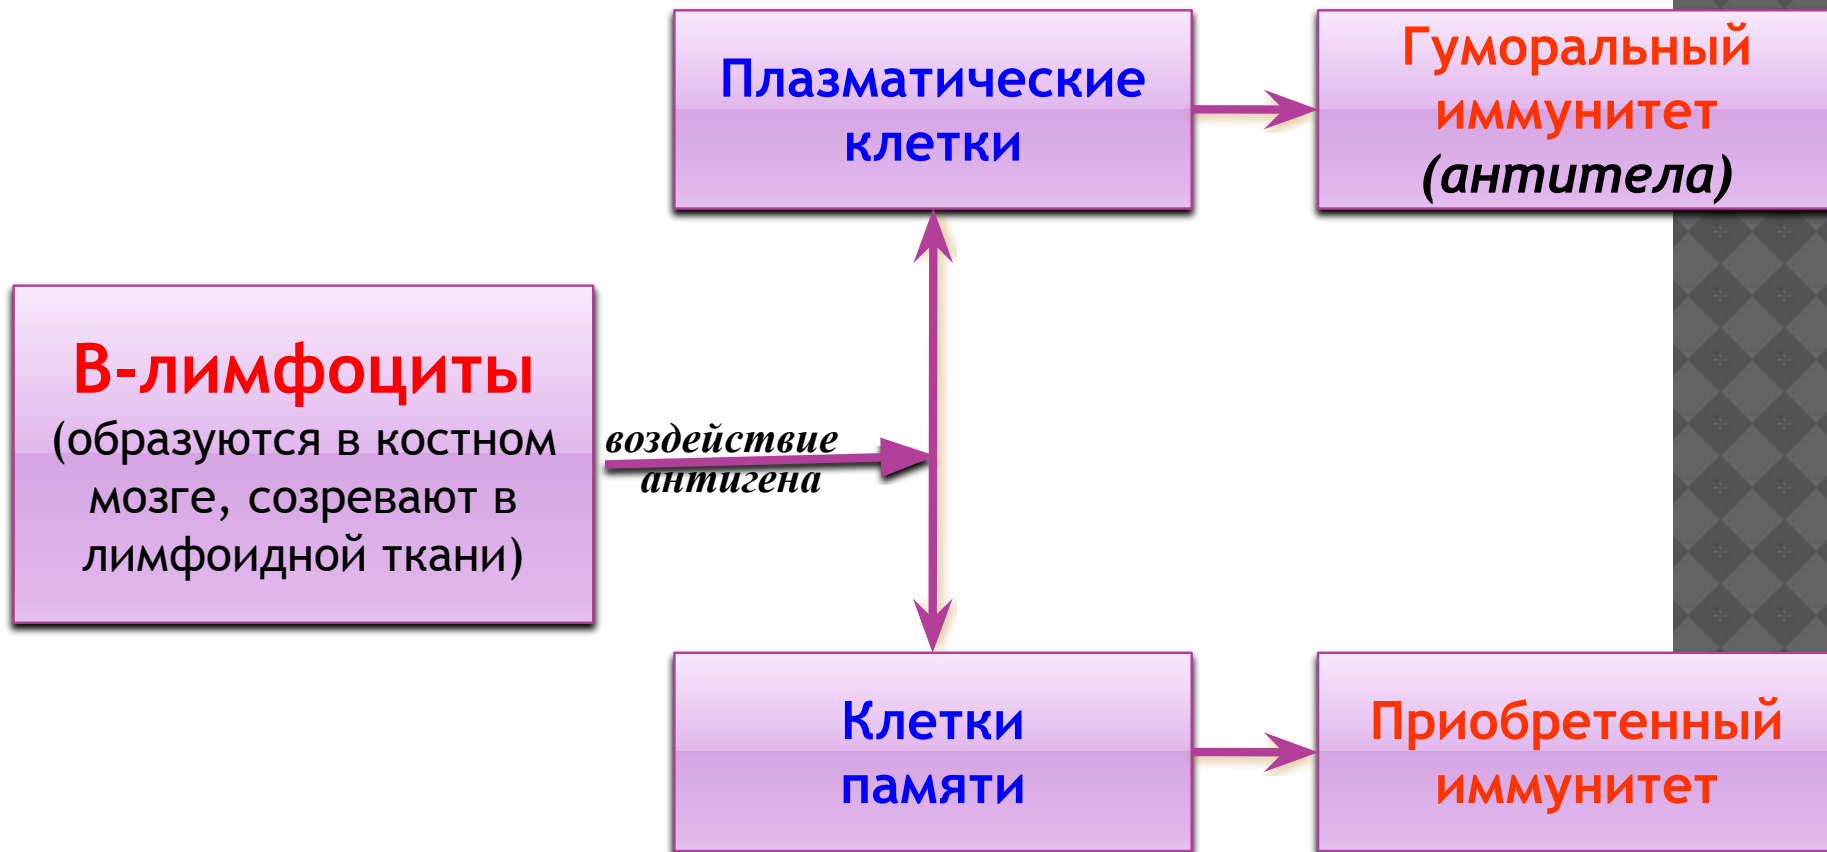 Плазматические
клетки
Гуморальный
иммунитет
(антитела)
В-лимфоциты
(образуются в костном
мозге, созревают в
лимфоидной ткани)
воздействие
антигена
Клетки
памяти
Приобретенный
иммунитет